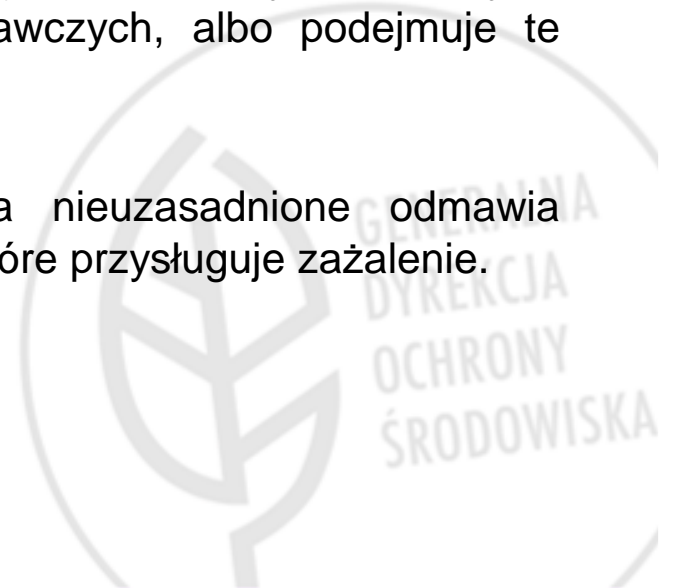 awczych, albo podejmuje te
a nieuzasadnione odmawia
óre przysługuje zażalenie.
GENERALNA
DYREKCJA
OCHRONY
ŚRODOWISKA